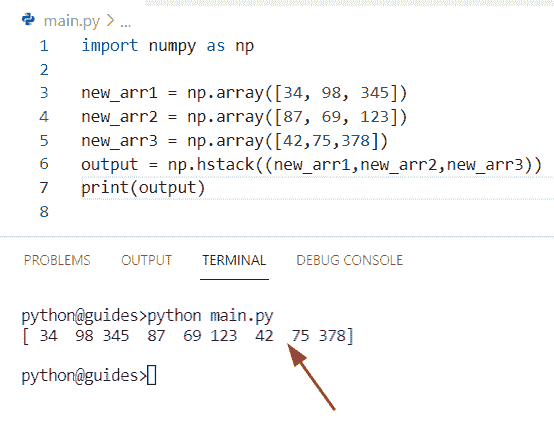 main.py > ...
1 import numpy as np
2
3 new_arr1 = np.array([34, 98, 345])
4 new_arr2 = np.array([87, 69, 123])
5 new_arr3 = np.array([42,75,378])
6 output = np.hstack((new_arr1,new_arr2,new_arr3))
7 print(output)
8
PROBLEMS OUTPUT TERMINAL DEBUG CONSOLE
python@guides>python main.py
[ 34  98 345  87  69 123  42  75 378]
python@guides>